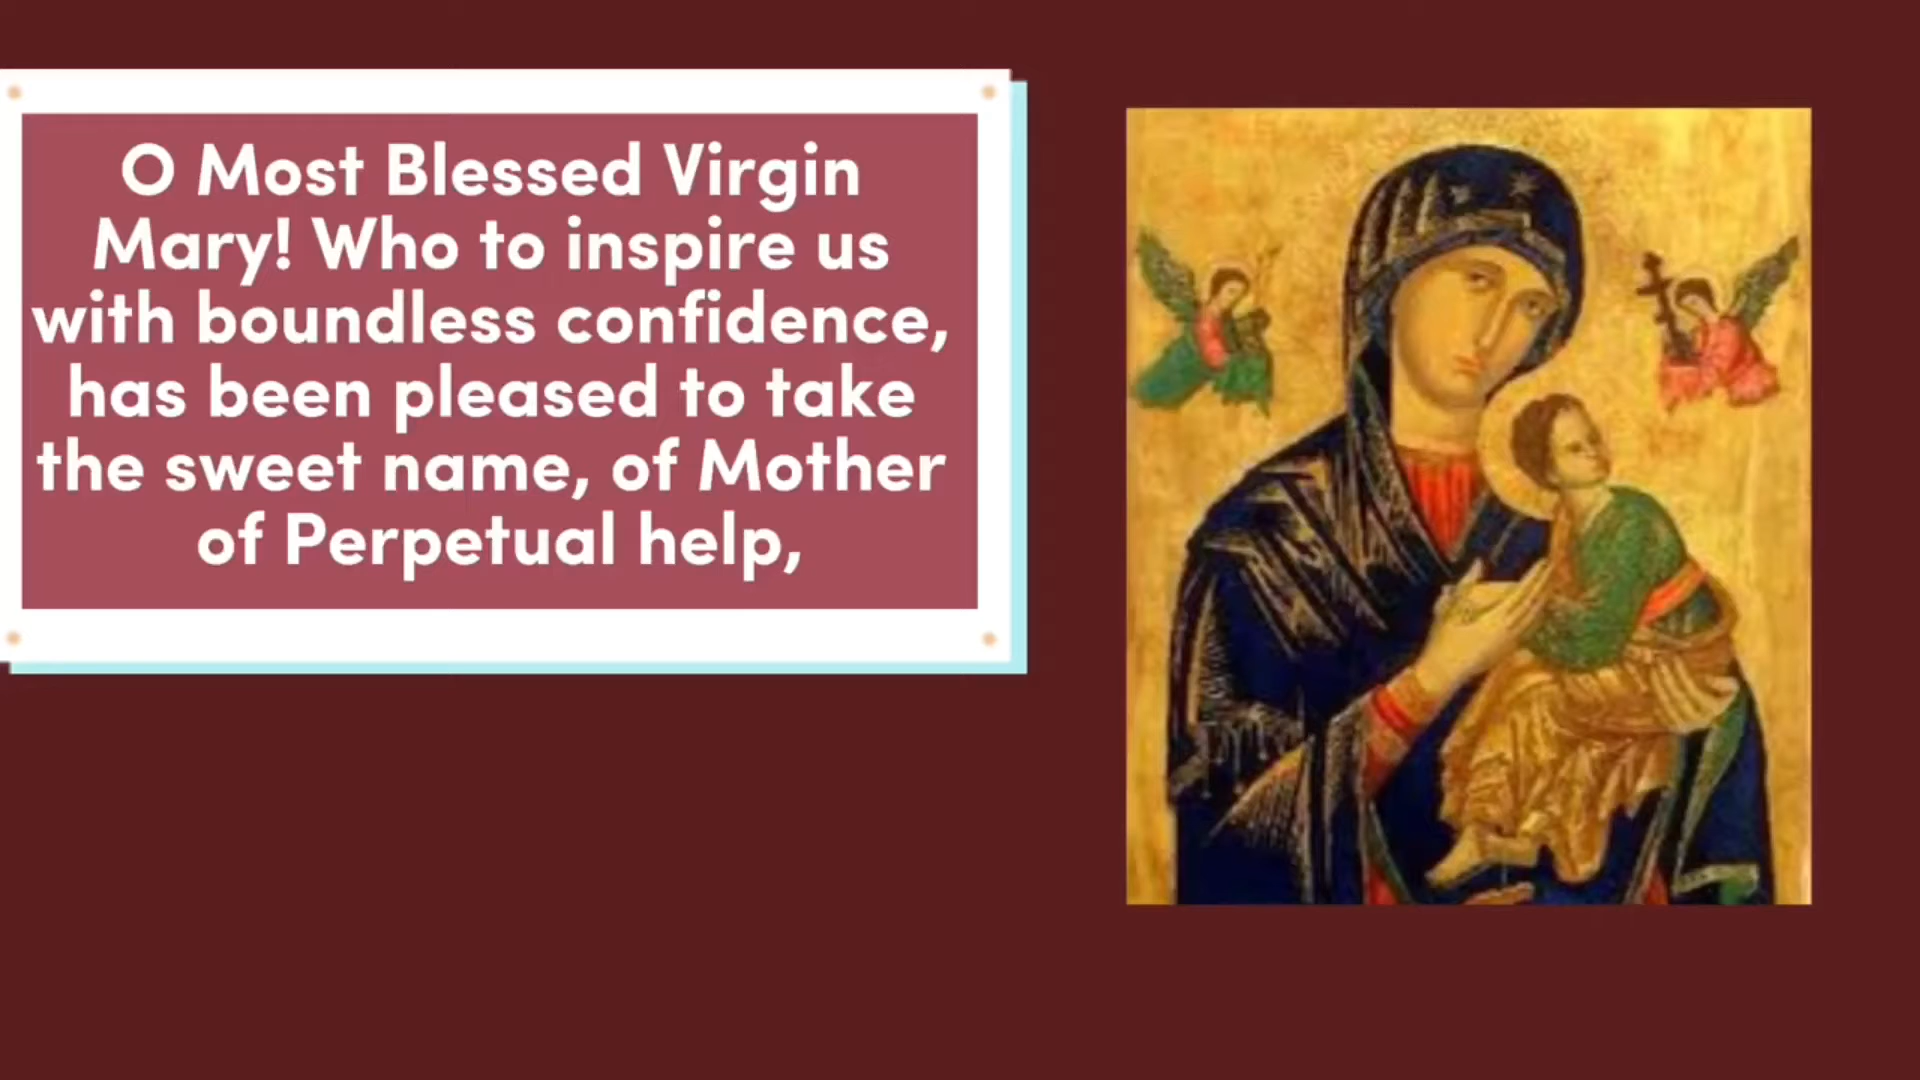 O Most Blessed Virgin
Mary! Who to inspire us
with boundless confidence,
has been pleased to take
the sweet name, of Mother
of Perpetual help,